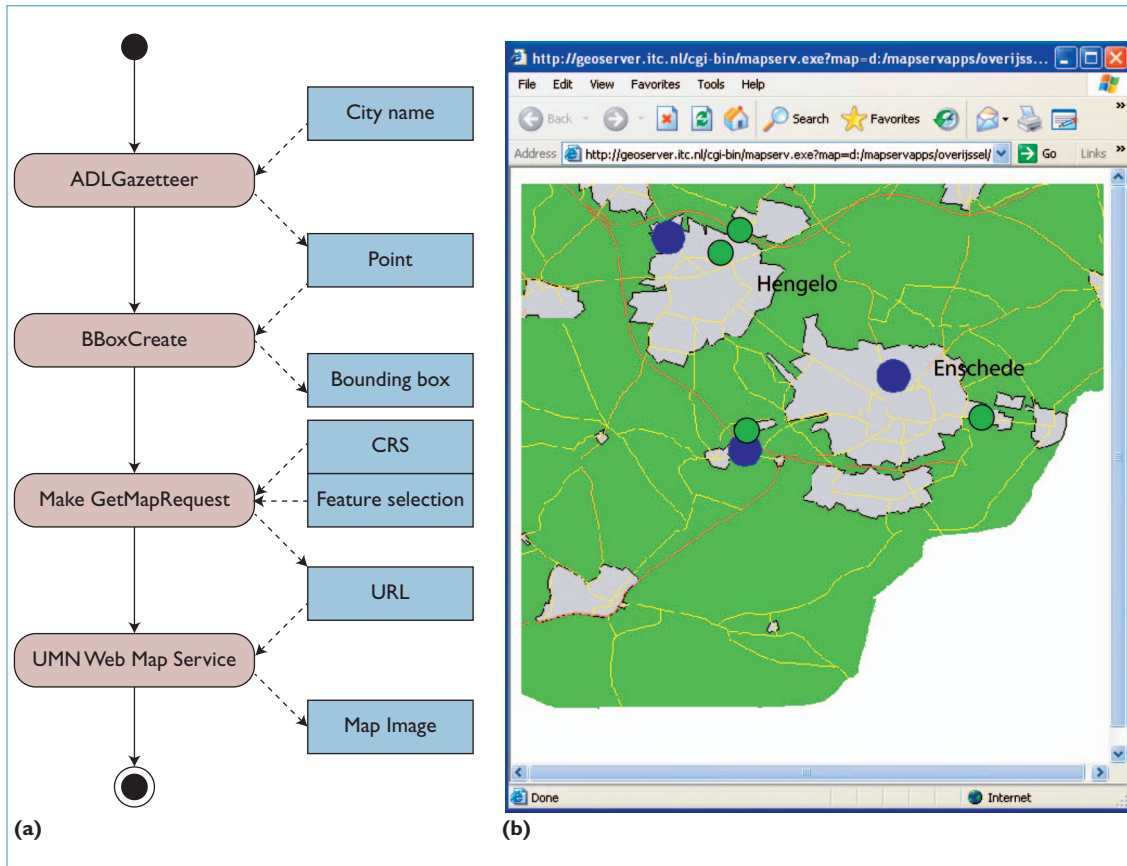 City name
ADLGazetteer
Point
BBoxCreate
Bounding box
CRS
Make GetMapRequest
Feature selection
URL
UMN Web Map Service
Map Image
(a)
http://geoserver.itc.nl/cgi-bin/mapserv.exe?map=d:/mapservapps/overijss...
File Edit View Favorites Tools Help
Back Search Favorites
Address http://geoserver.itc.nl/cgi-bin/mapserv.exe?map=d:/mapservapps/overijssel/ Go Links
Hengelo
Enschede
Done Internet
(b)